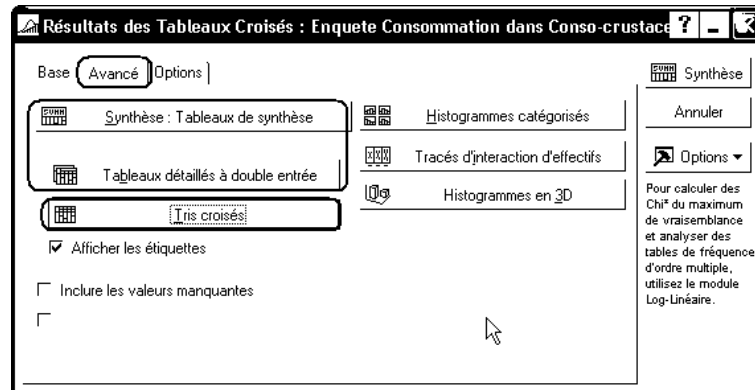 Résultats des Tableaux Croisés : Enquete Consommation dans Conso-crustace
Base
Avancé
Options
Synthèse : Tableaux de synthèse
Tableaux détaillés à double entrée
Tris croisés
Afficher les étiquettes
Inclure les valeurs manquantes
Histogrammes catégorisés
Tracés d'interaction d'effectifs
Histogrammes en 3D
Synthèse
Annuler
Options
Pour calculer des
Chi² du maximum
de vraisemblance
et analyser des
tables de fréquence
d'ordre multiple,
utilisez le module
Log-Linéaire.